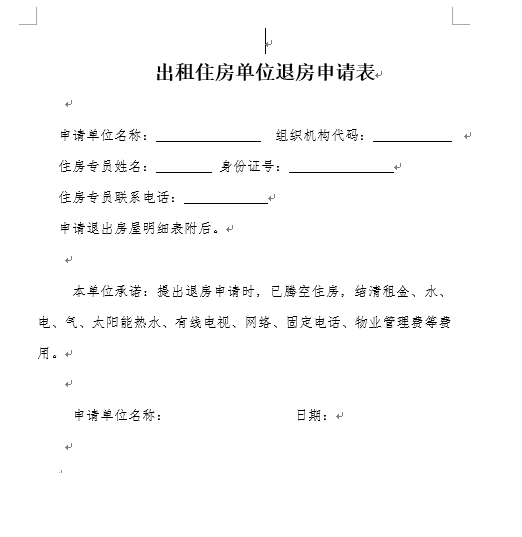 出租住房单位退房申请表
申请单位名称：＿＿＿＿＿＿＿ 组织机构代码：＿＿＿＿＿
住房专员姓名：＿＿＿＿ 身份证号：＿＿＿＿＿＿＿
住房专员联系电话：＿＿＿＿＿＿
申请退出房屋明细表附后。
本单位承诺：提出退房申请时，已腾空住房，结清租金、水、
电、气、太阳能热水、有线电视、网络、固定电话、物业管理费等费
用。
申请单位名称： 日期：